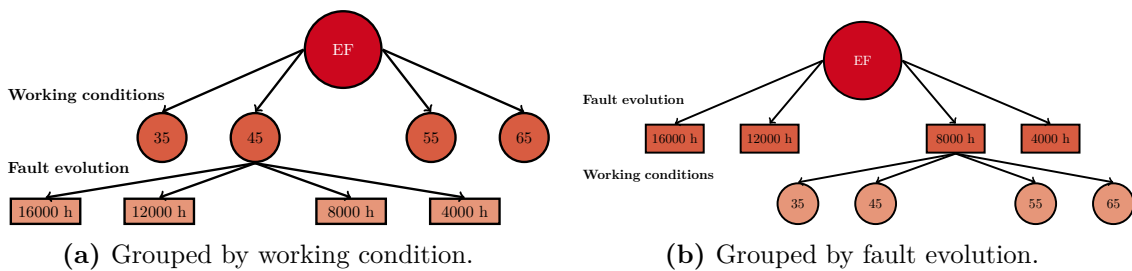 EF
Working conditions
35 45 55 65
Fault evolution
16000 h 12000 h 8000 h 4000 h
(a) Grouped by working condition.
EF
Fault evolution
16000 h 12000 h 8000 h 4000 h
Working conditions
35 45 55 65
(b) Grouped by fault evolution.